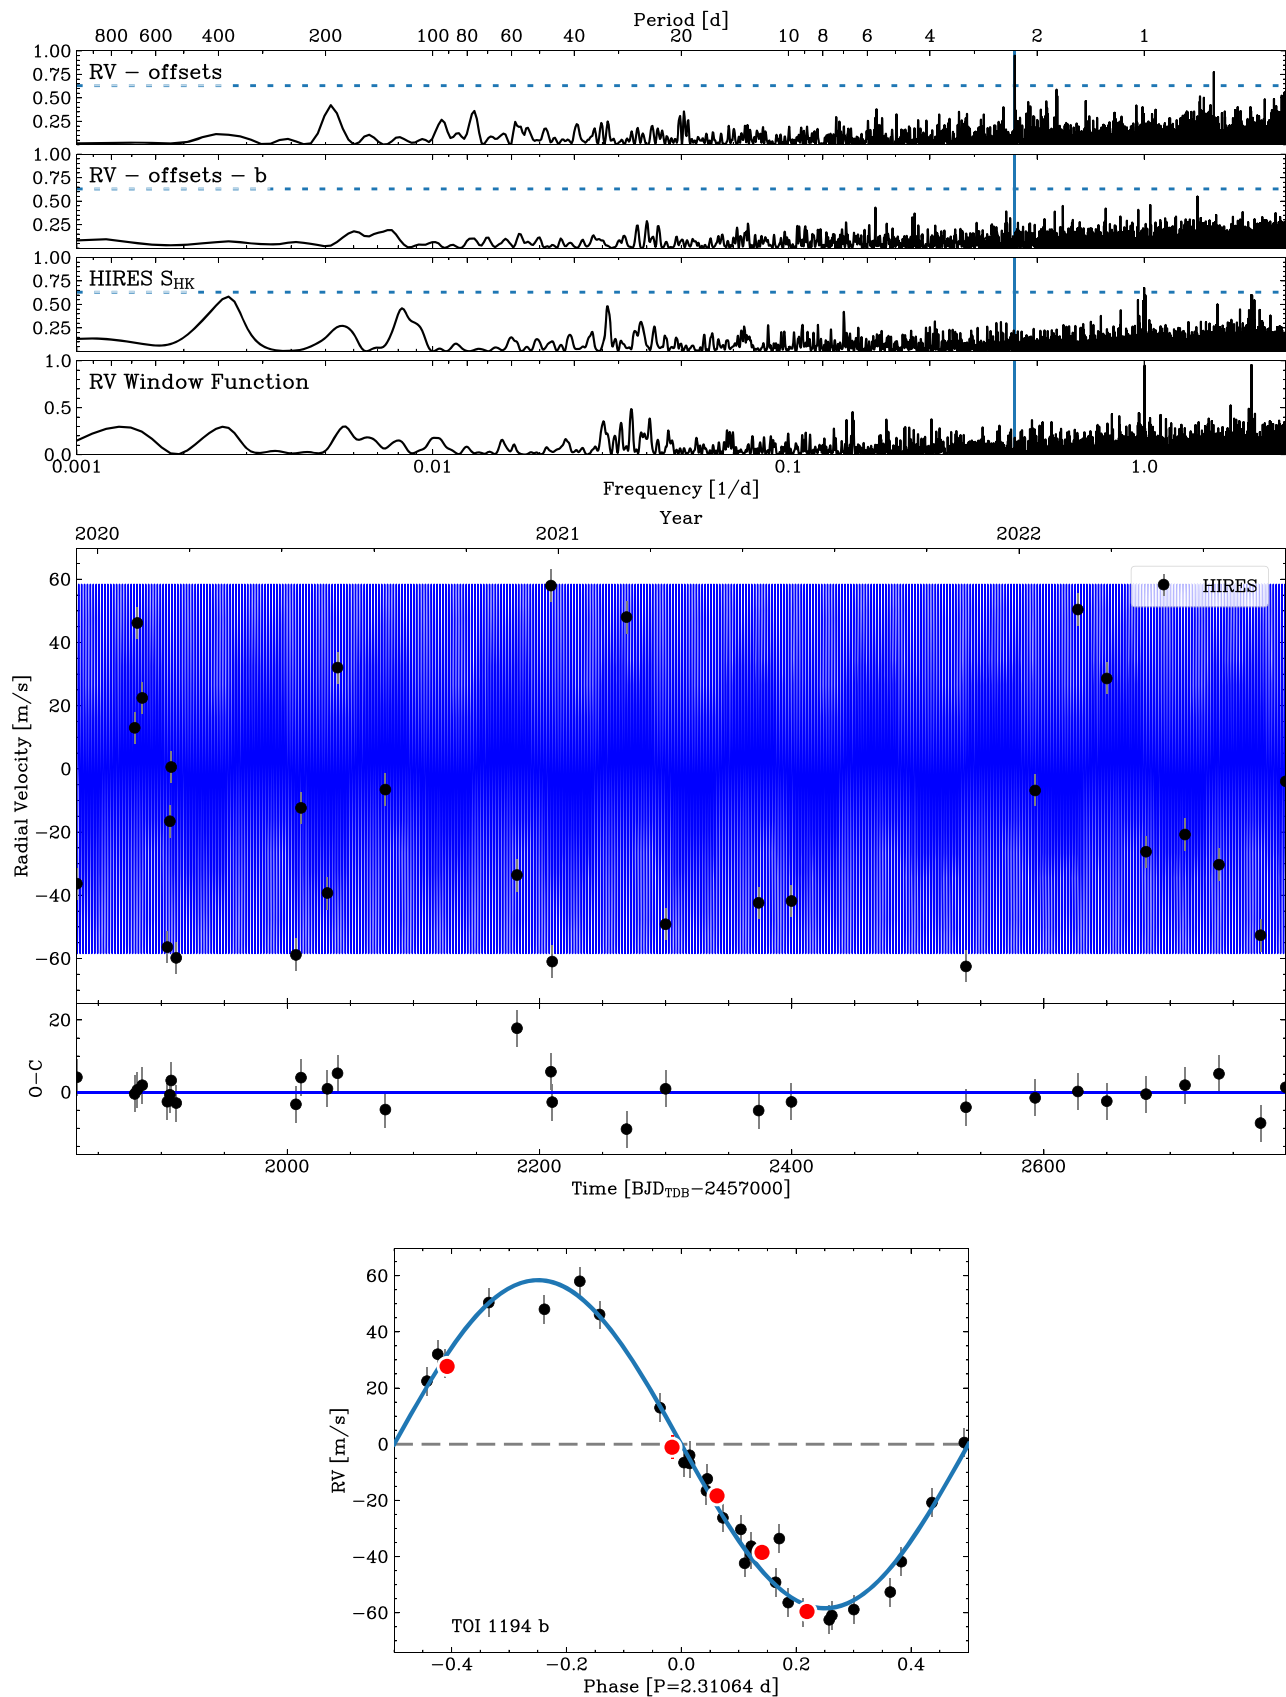 Period [d]
800 600 400 200 100 80 60 40 20 10 8 6 4 2 1
1.00
0.75
0.50
0.25
RV − offsets
1.00
0.75
0.50
0.25
RV − offsets − b
1.00
0.75
0.50
0.25
HIRES S_HK
1.0
0.5
0.0
RV Window Function
0.001 0.01 0.1 1.0
Frequency [1/d]
Year
2020 2021 2022
HIRES
60
40
20
0
−20
−40
−60
Radial Velocity [m/s]
20
0
O−C
2000 2200 2400 2600
Time [BJD_TDB−2457000]
60
40
20
0
−20
−40
−60
RV [m/s]
TOI 1194 b
−0.4 −0.2 0.0 0.2 0.4
Phase [P=2.31064 d]